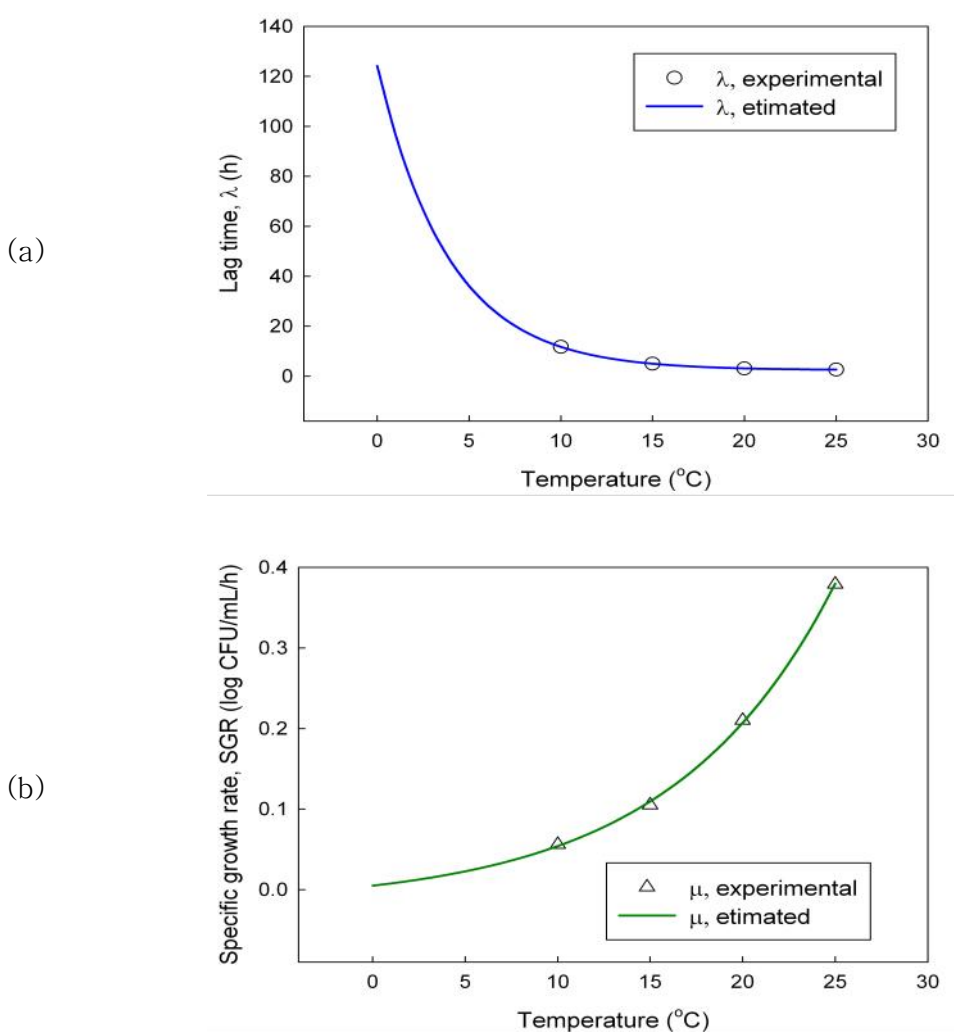 (a)
Lag time, λ (h)
140
120
100
80
60
40
20
0
λ, experimental
λ, etimated
0 5 10 15 20 25 30
Temperature (°C)
(b)
Specific growth rate, SGR (log CFU/mL/h)
0.4
0.3
0.2
0.1
0.0
μ, experimental
μ, etimated
0 5 10 15 20 25 30
Temperature (°C)